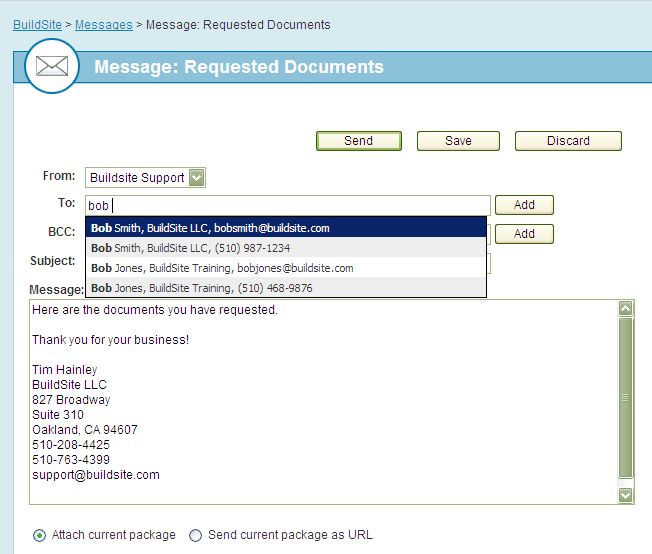 BuildSite > Messages > Message: Requested Documents
Message: Requested Documents
Send Save Discard
From: Buildsite Support
To: bob Add
Bob Smith, BuildSite LLC, bobsmith@buildsite.com
BCC: Add
Bob Smith, BuildSite LLC, (510) 987-1234
Subject:
Bob Jones, BuildSite Training, bobjones@buildsite.com
Bob Jones, BuildSite Training, (510) 468-9876
Message:
Here are the documents you have requested.
Thank you for your business!
Tim Hainley
BuildSite LLC
827 Broadway
Suite 310
Oakland, CA 94607
510-208-4425
510-763-4399
support@buildsite.com
Attach current package Send current package as URL